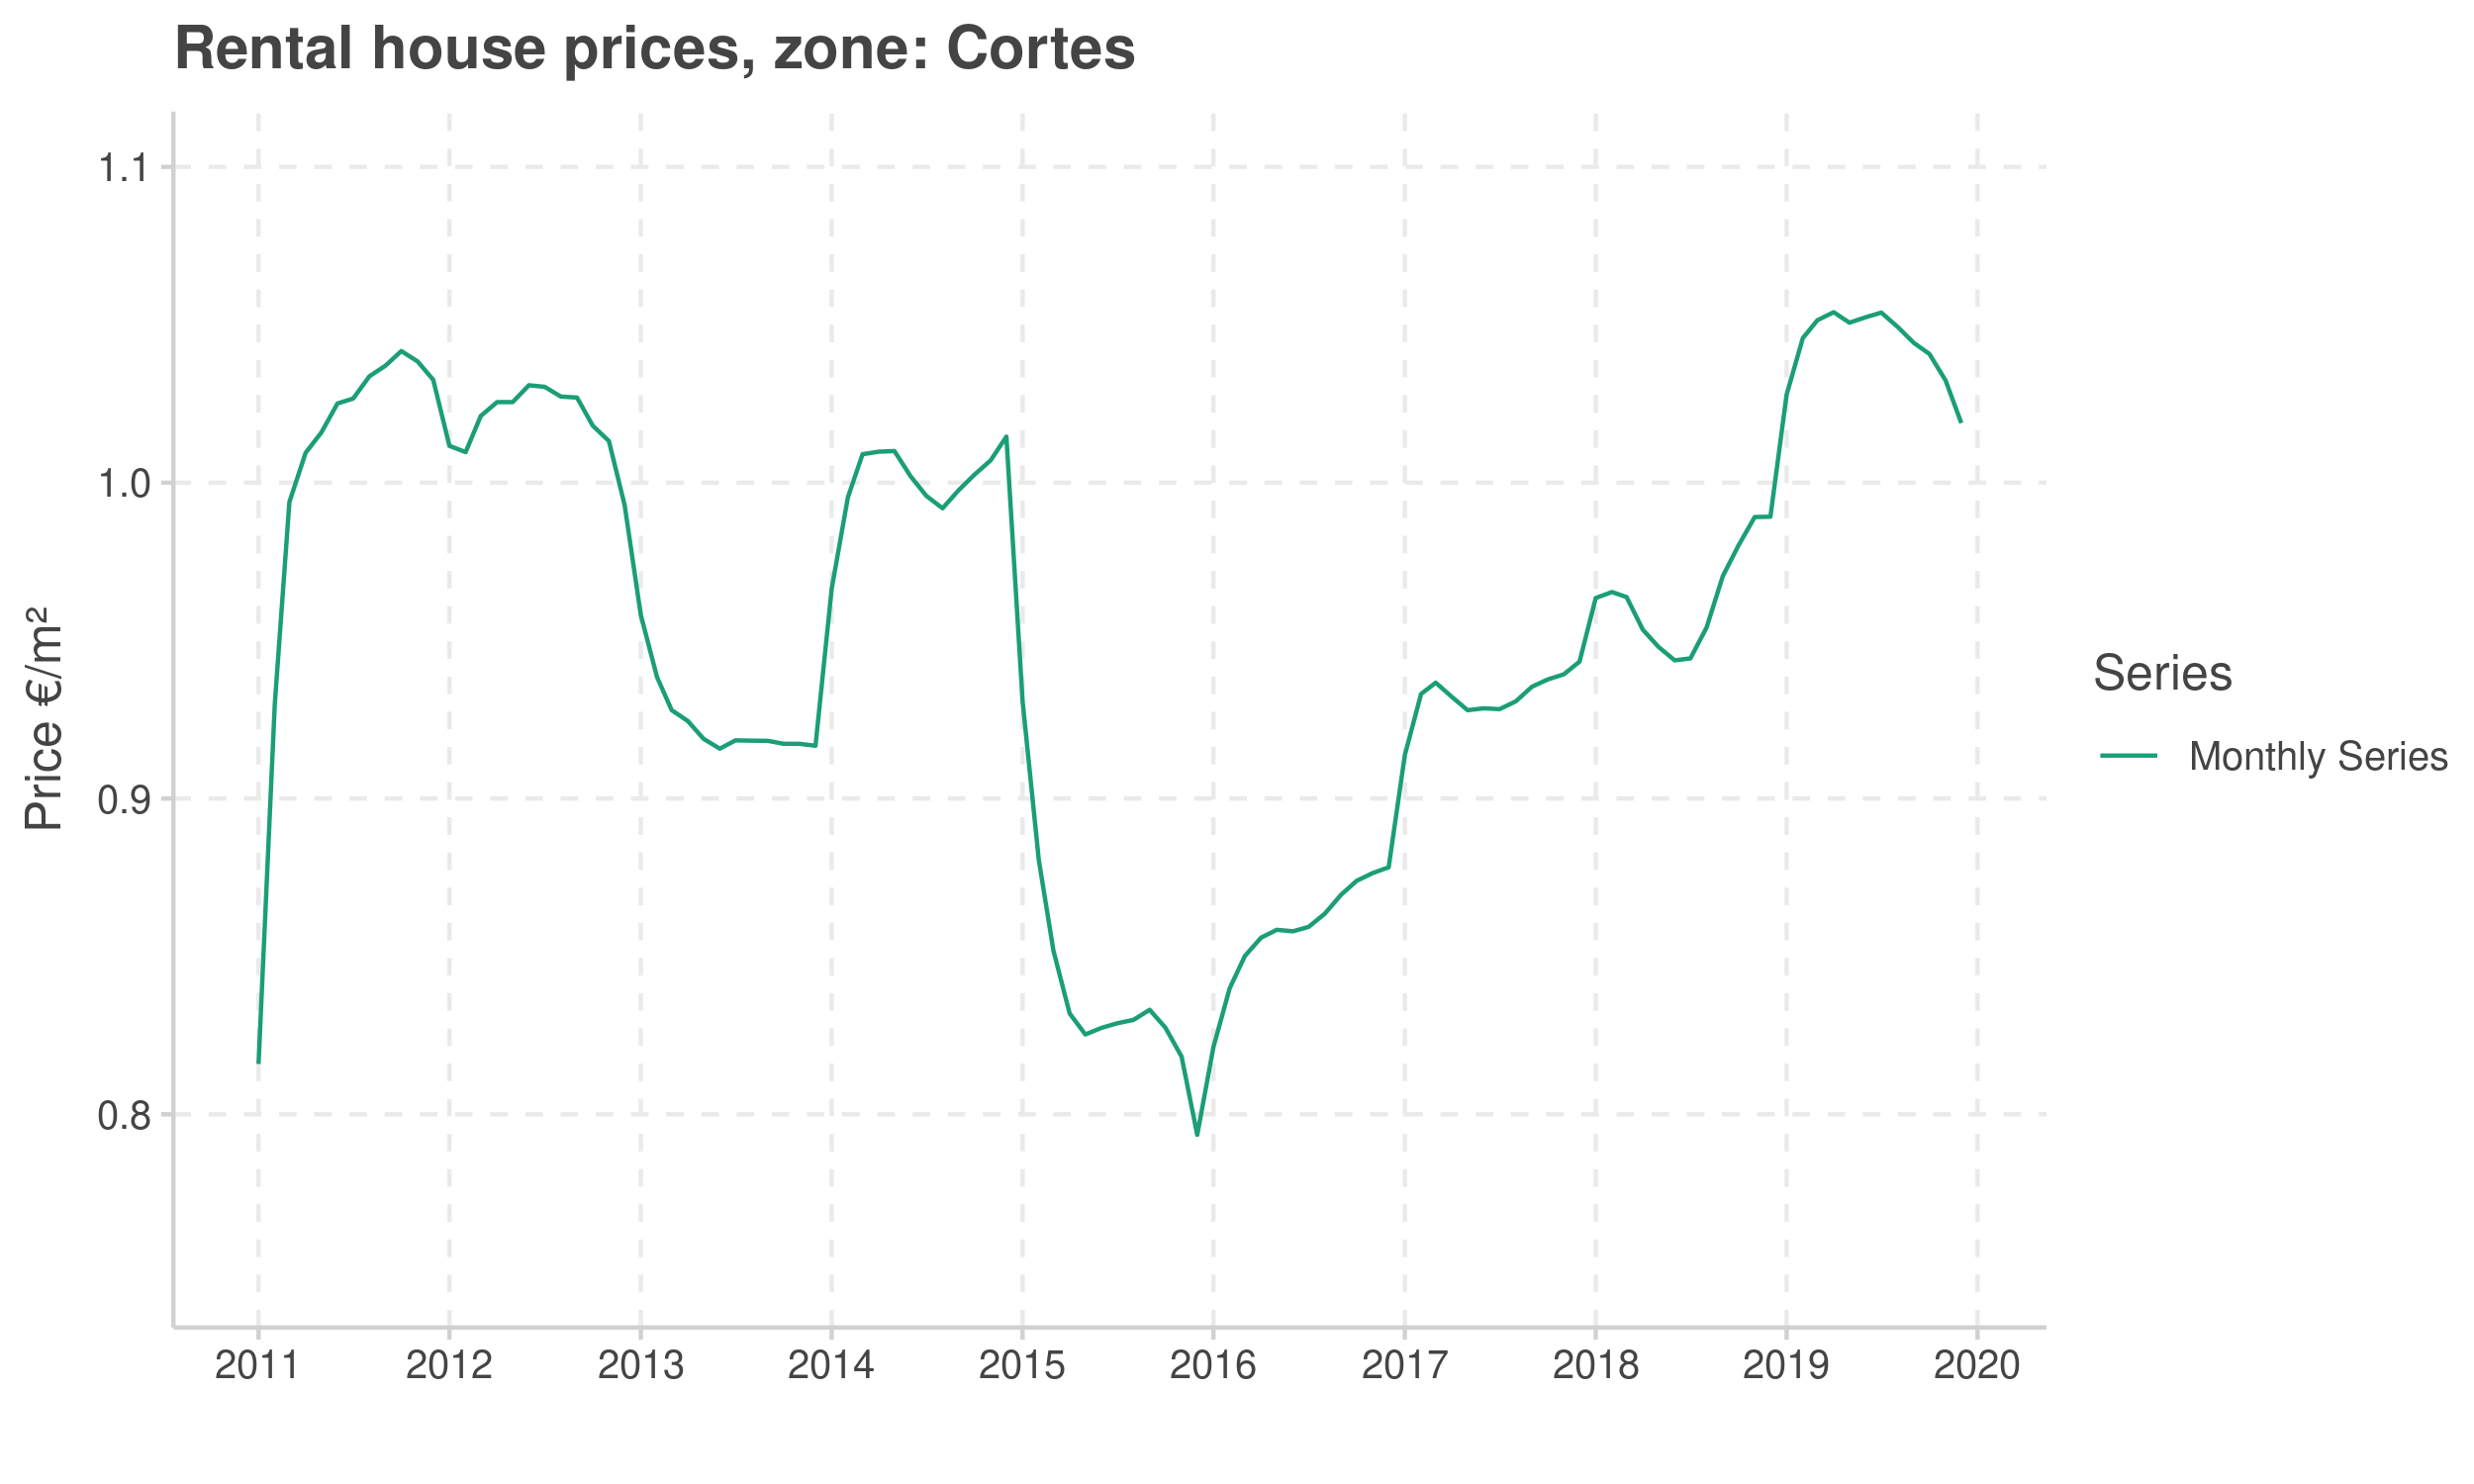 Rental house prices, zone: Cortes
Price €/m²
1.1
1.0
0.9
0.8
2011 2012 2013 2014 2015 2016 2017 2018 2019 2020
Series
Monthly Series